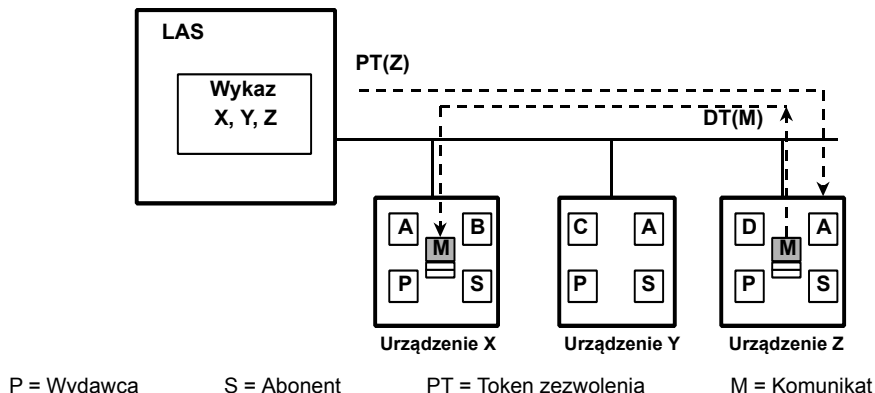 LAS
Wykaz
X, Y, Z
PT(Z)
DT(M)
A B
M
P S
C A
P S
D A
M
P S
Urządzenie X Urządzenie Y Urządzenie Z
P = Wydawca S = Abonent PT = Token zezwolenia M = Komunikat